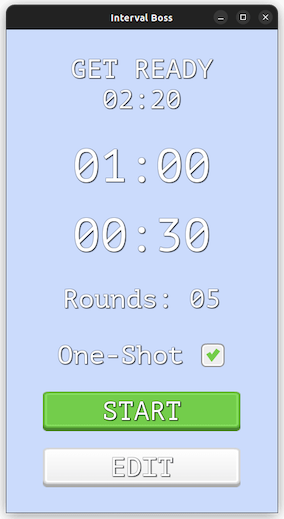 Interval Boss
GET READY
02:20
01:00
00:30
Rounds: 05
One-Shot
START
EDIT